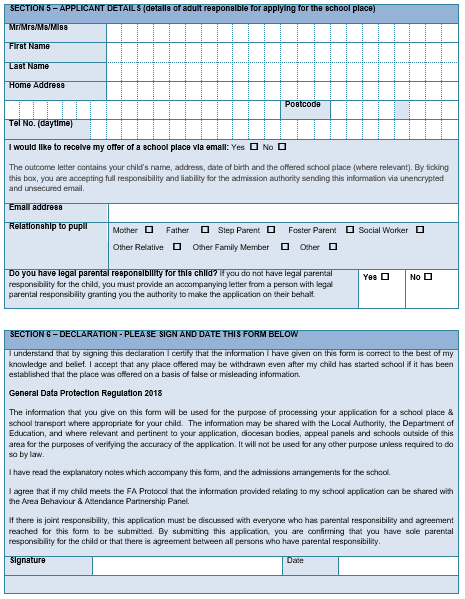 SECTION 5 – APPLICANT DETAILS (details of adult responsible for applying for the school place)
Mr/Mrs/Ms/Miss
First Name
Last Name
Home Address
Postcode
Tel No. (daytime)
I would like to receive my offer of a school place via email: Yes ☐ No ☐
The outcome letter contains your child's name, address, date of birth and the offered school place (where relevant). By ticking
this box, you are accepting full responsibility and liability for the admission authority sending this information via unencrypted
and unsecured email.
Email address
Relationship to pupil
Mother ☐ Father ☐ Step Parent ☐ Foster Parent ☐ Social Worker ☐
Other Relative ☐ Other Family Member ☐ Other ☐
Do you have legal parental responsibility for this child? If you do not have legal parental
responsibility for the child, you must provide an accompanying letter from a person with legal
parental responsibility granting you the authority to make the application on their behalf.
Yes ☐ No ☐
SECTION 6 – DECLARATION - PLEASE SIGN AND DATE THIS FORM BELOW
I understand that by signing this declaration I certify that the information I have given on this form is correct to the best of my
knowledge and belief. I accept that any place offered may be withdrawn even after my child has started school if it has been
established that the place was offered on a basis of false or misleading information.
General Data Protection Regulation 2018
The information that you give on this form will be used for the purpose of processing your application for a school place &
school transport where appropriate for your child. The information may be shared with the Local Authority, the Department of
Education, and where relevant and pertinent to your application, diocesan bodies, appeal panels and schools outside of this
area for the purposes of verifying the accuracy of the application. It will not be used for any other purpose unless required to do
so by law.
I have read the explanatory notes which accompany this form, and the admissions arrangements for the school.
I agree that if my child meets the FA Protocol that the information provided relating to my school application can be shared with
the Area Behaviour & Attendance Partnership Panel.
If there is joint responsibility, this application must be discussed with everyone who has parental responsibility and agreement
reached for this form to be submitted. By submitting this application, you are confirming that you have sole parental
responsibility for the child or that there is agreement between all persons who have parental responsibility.
Signature
Date